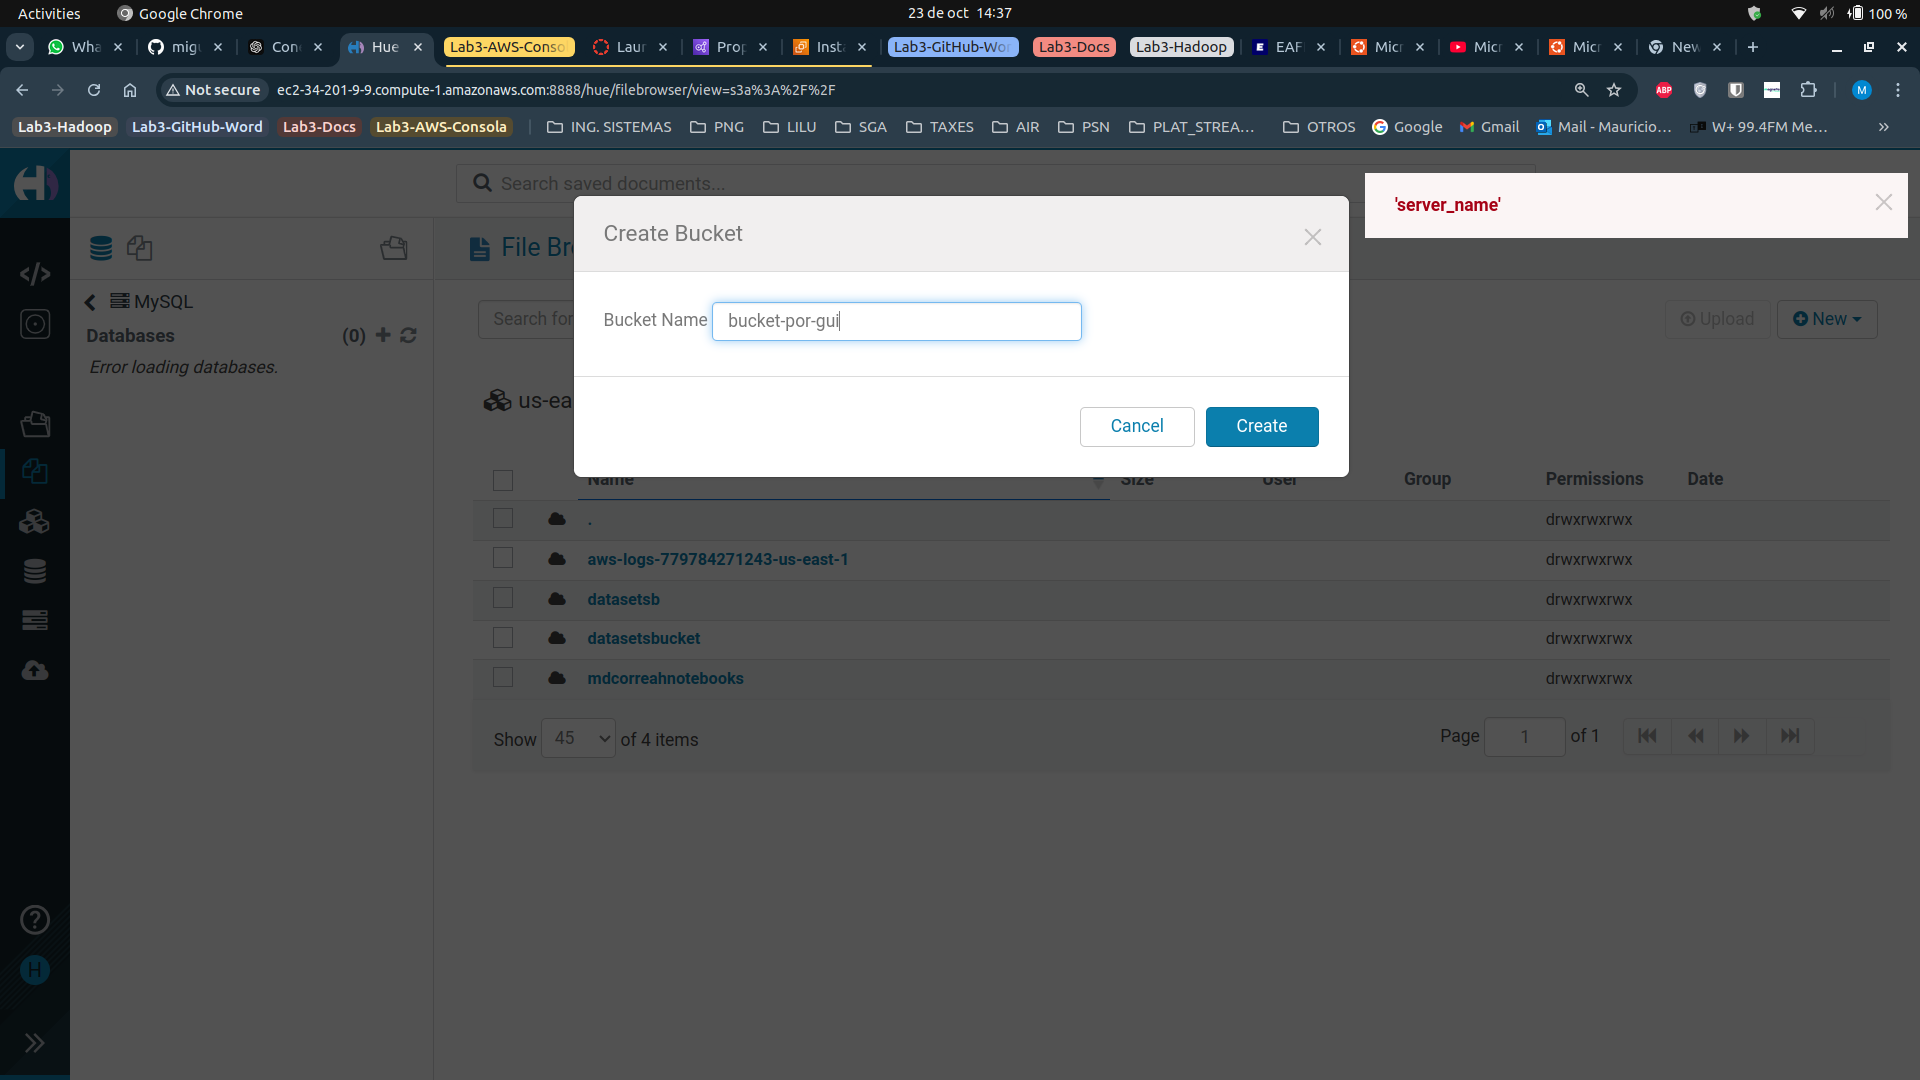 Activities Google Chrome 23 de oct 14:37 100 %
Wha migu Con Hue Lab3-AWS-Conso Laun Prop Insta Lab3-GitHub-Wor Lab3-Docs Lab3-Hadoop EAF Micr Micr Micr New
Not secure ec2-34-201-9-9.compute-1.amazonaws.com:8888/hue/filebrowser/view=s3a%3A%2F%2F ABP M
Lab3-Hadoop Lab3-GitHub-Word Lab3-Docs Lab3-AWS-Consola ING. SISTEMAS PNG LILU SGA TAXES AIR PSN PLAT_STREA... OTROS Google Gmail Mail - Mauricio... W+ 99.4FM Me...
Search saved documents...
'server_name'
Create Bucket
File Bro
MySQL
Databases (0)
Error loading databases.
Search for
Bucket Name bucket-por-gui
Upload New
us-ea
Cancel Create
Name Size User Group Permissions Date
. drwxrwxrwx
aws-logs-779784271243-us-east-1 drwxrwxrwx
datasetsb drwxrwxrwx
datasetsbucket drwxrwxrwx
mdcorreahnotebooks drwxrwxrwx
Show 45 of 4 items Page 1 of 1
H